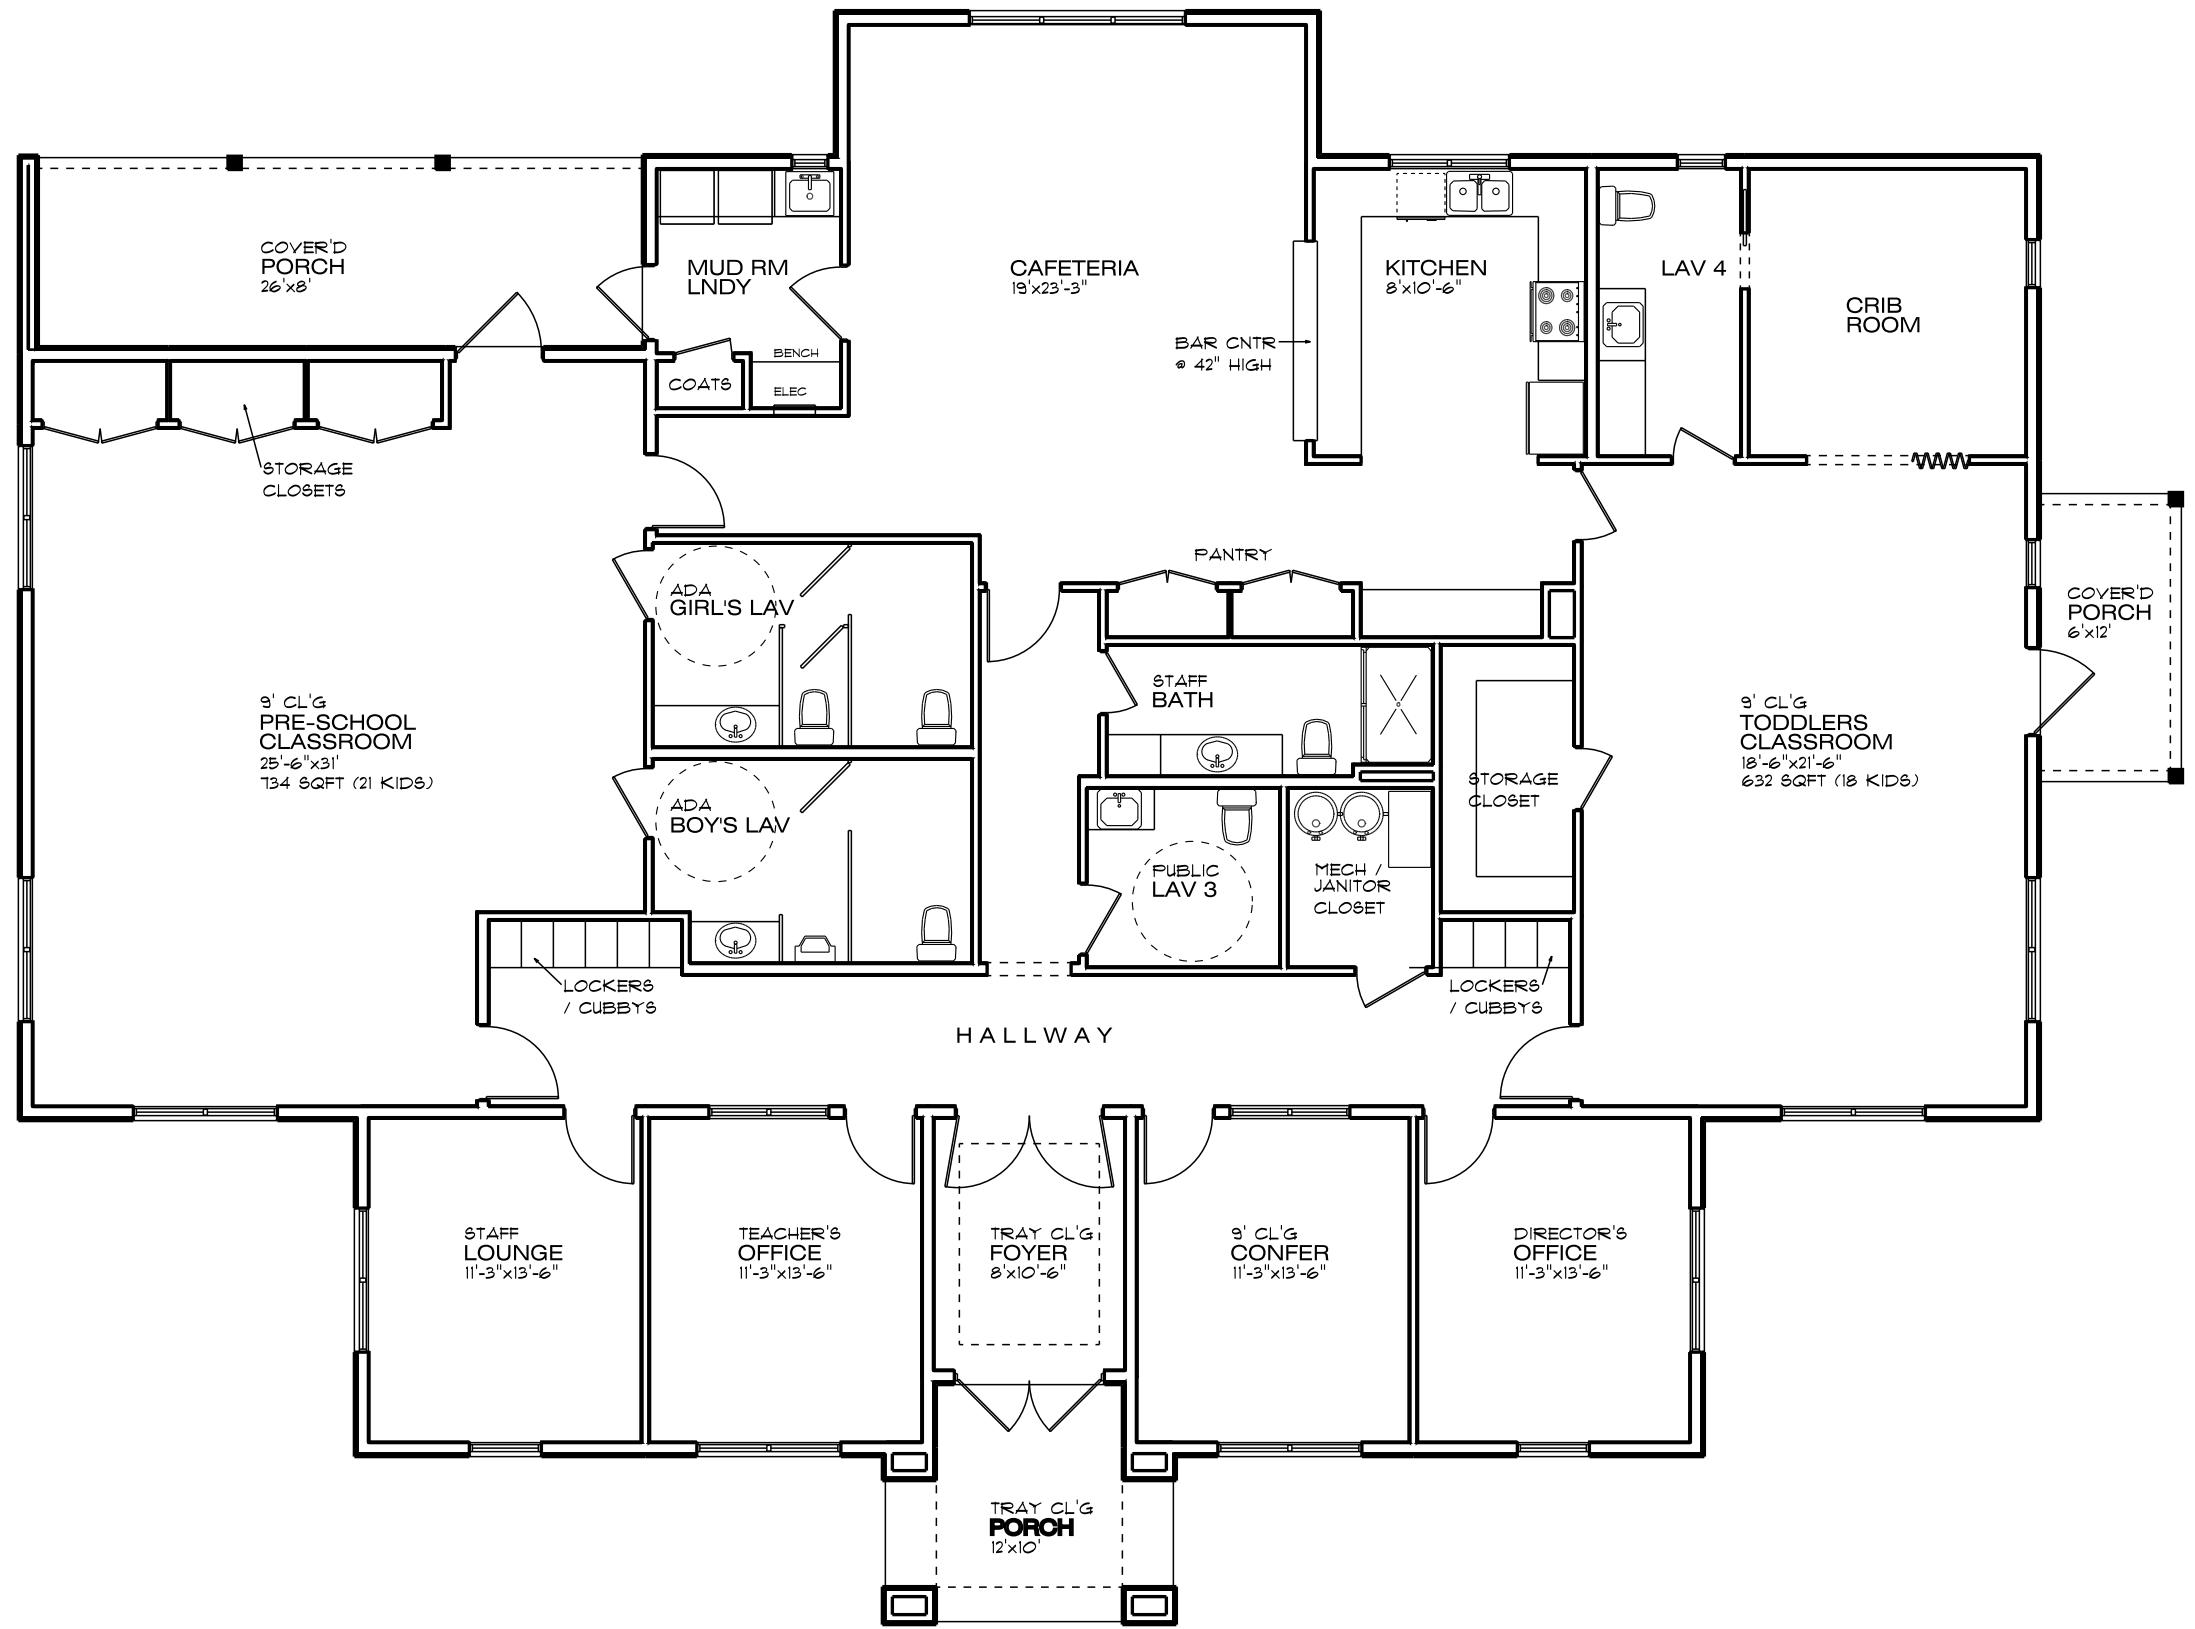 COVER'D
PORCH
26'x8'
MUD RM
LNDY
BENCH
COATS
ELEC
CAFETERIA
19'x23'-3"
BAR CNTR
@ 42" HIGH
KITCHEN
8'x10'-6"
LAV 4
CRIB
ROOM
STORAGE
CLOSETS
PANTRY
ADA
GIRL'S LAV
COVER'D
PORCH
6'x12'
9' CL'G
PRE-SCHOOL
CLASSROOM
25'-6"x31'
734 SQFT (21 KIDS)
STAFF
BATH
9' CL'G
TODDLERS
CLASSROOM
18'-6"x21'-6"
632 SQFT (18 KIDS)
STORAGE
CLOSET
ADA
BOY'S LAV
PUBLIC
LAV 3
MECH /
JANITOR
CLOSET
LOCKERS
/ CUBBYS
LOCKERS
/ CUBBYS
HALLWAY
STAFF
LOUNGE
11'-3"x13'-6"
TEACHER'S
OFFICE
11'-3"x13'-6"
TRAY CL'G
FOYER
8'x10'-6"
9' CL'G
CONFER
11'-3"x13'-6"
DIRECTOR'S
OFFICE
11'-3"x13'-6"
TRAY CL'G
PORCH
12'x10'